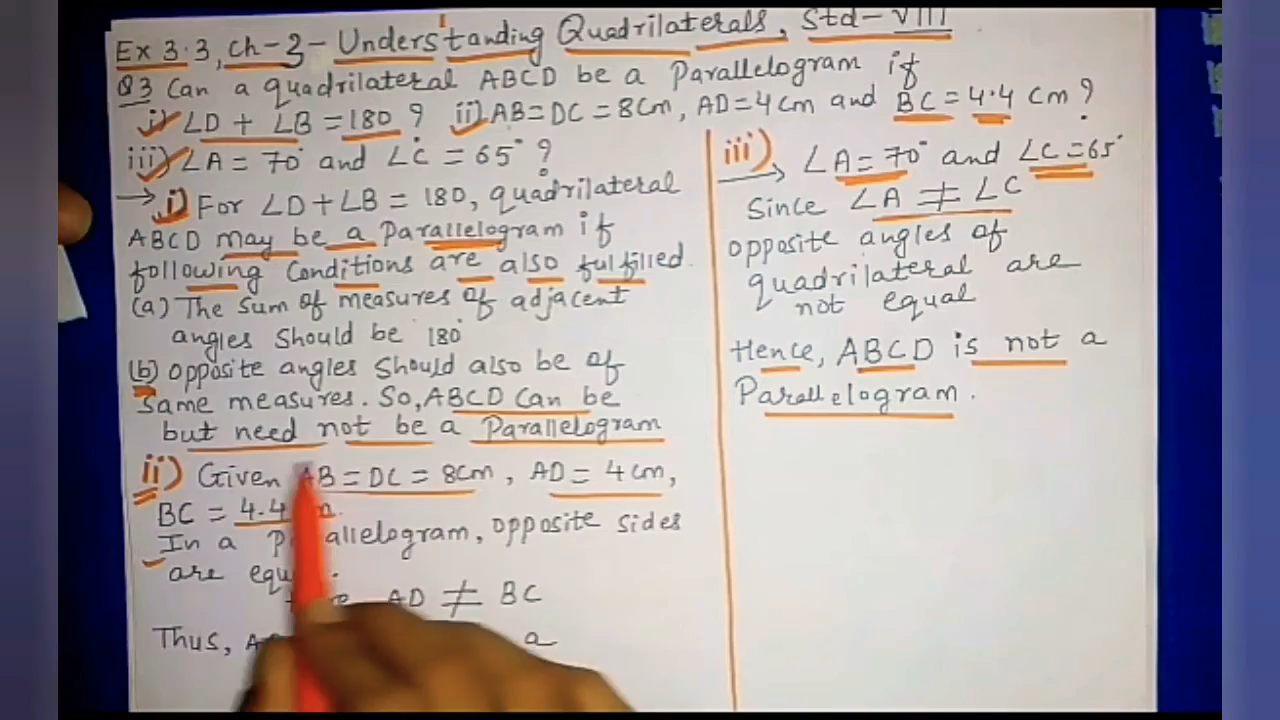 Ex 3.3, Ch-3- Understanding Quadrilaterals, Std-VIII
Q3 Can a quadrilateral ABCD be a Parallelogram if
i) ∠D + ∠B = 180 ? ii) AB=DC = 8cm, AD=4cm and BC= 4.4 cm ?
iii) ∠A = 70° and ∠C = 65° ?
→ i) For ∠D+∠B = 180, quadrilateral
ABCD may be a Parallelogram if
following Conditions are also fulfilled.
(a) The Sum of measures of adjacent
angles Should be 180°
(b) opposite angles Should also be of
Same measures. So, ABCD Can be
but need not be a Parallelogram
ii) Given AB = DC = 8cm, AD = 4cm,
BC = 4.4
In a opposite sides
are
AD ≠ BC
Thus, a
iii) → ∠A = 70° and ∠C = 65°
Since ∠A ≠ ∠C
opposite angles of
quadrilateral are
not equal
Hence, ABCD is not a
Parallelogram.